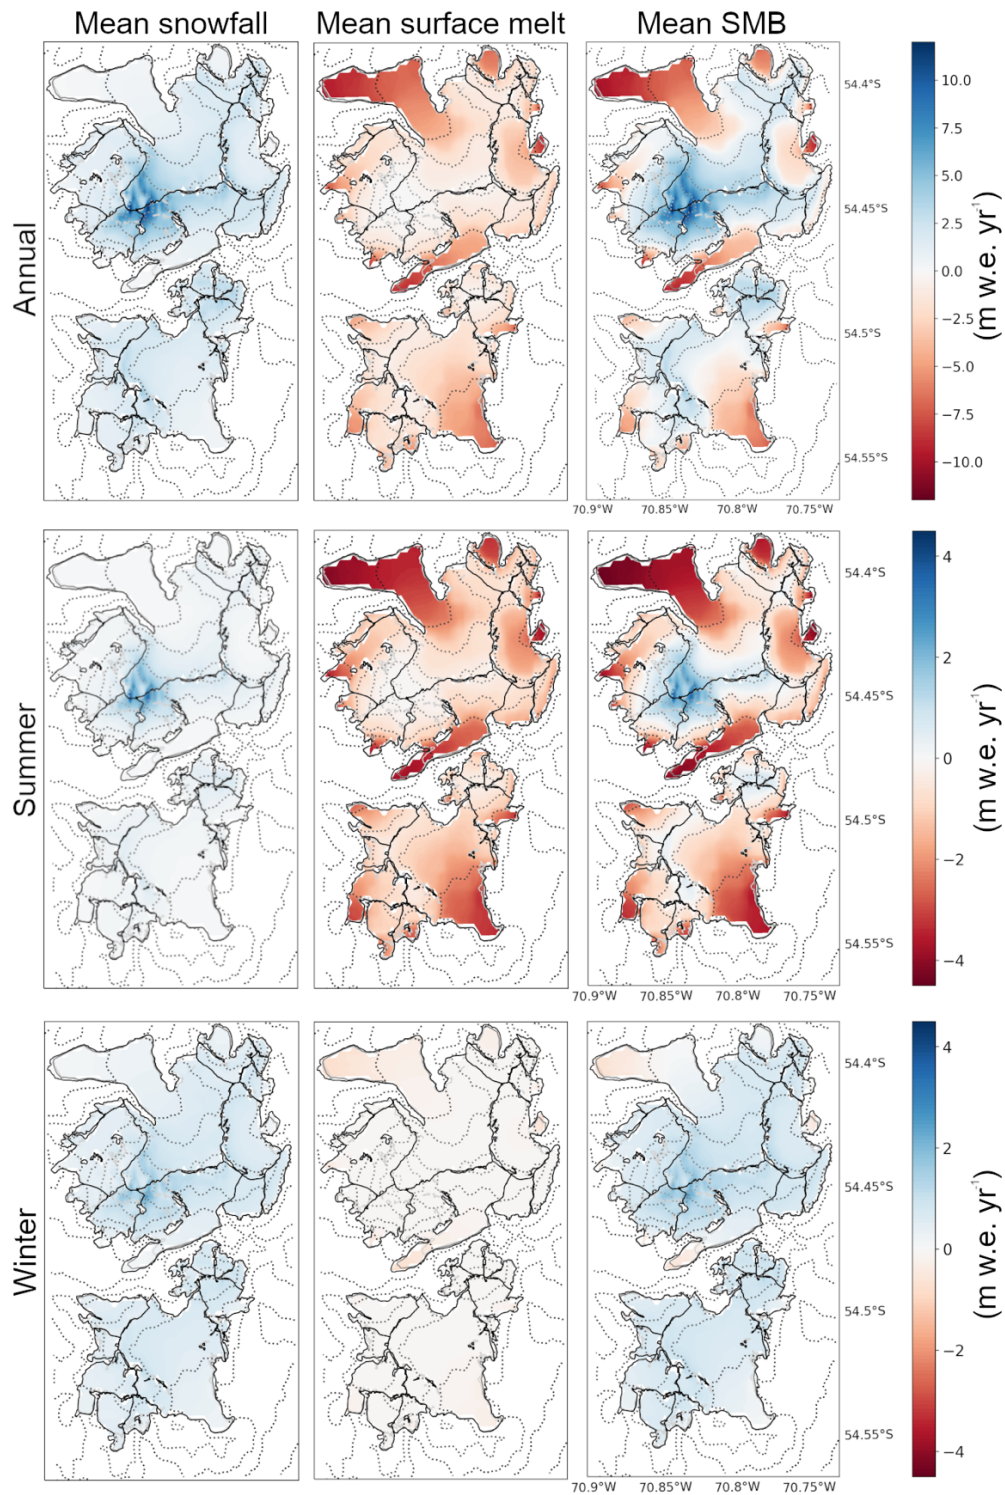 Mean snowfall Mean surface melt Mean SMB
Annual
54.4°S
54.45°S
54.5°S
54.55°S
70.9°W 70.85°W 70.8°W 70.75°W
10.0
7.5
5.0
2.5
0.0
−2.5
−5.0
−7.5
−10.0
(m w.e. yr⁻¹)
Summer
54.4°S
54.45°S
54.5°S
54.55°S
70.9°W 70.85°W 70.8°W 70.75°W
4
2
0
−2
−4
(m w.e. yr⁻¹)
Winter
54.4°S
54.45°S
54.5°S
54.55°S
70.9°W 70.85°W 70.8°W 70.75°W
4
2
0
−2
−4
(m w.e. yr⁻¹)